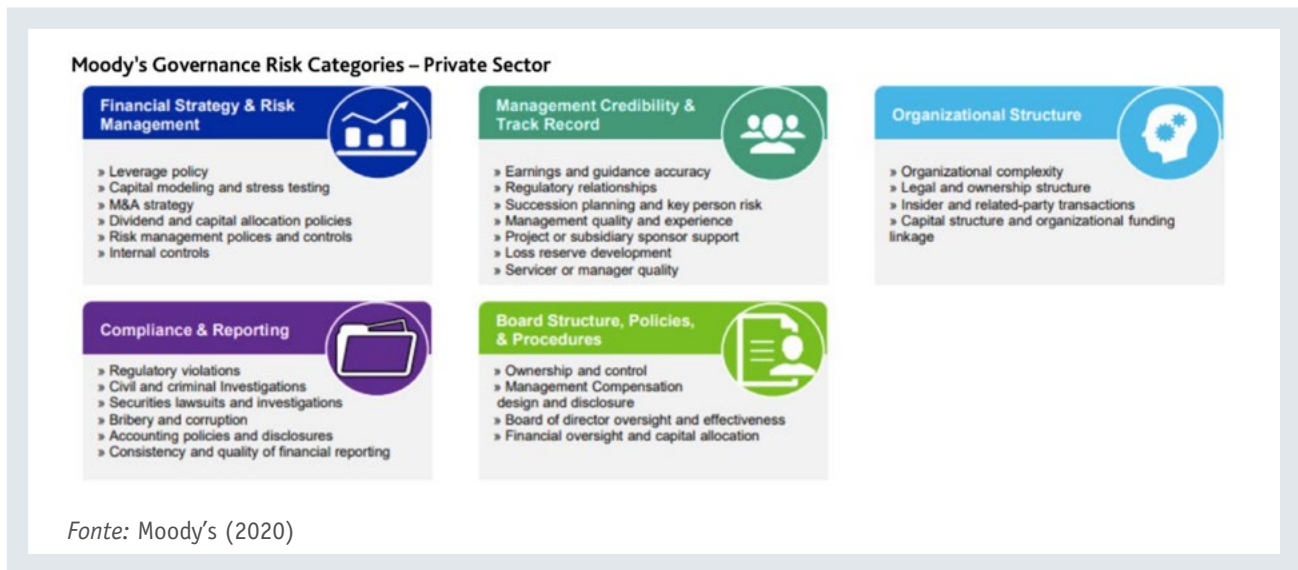 Moody's Governance Risk Categories – Private Sector
Financial Strategy & Risk
Management
» Leverage policy
» Capital modeling and stress testing
» M&A strategy
» Dividend and capital allocation policies
» Risk management polices and controls
» Internal controls
Management Credibility &
Track Record
» Earnings and guidance accuracy
» Regulatory relationships
» Succession planning and key person risk
» Management quality and experience
» Project or subsidiary sponsor support
» Loss reserve development
» Servicer or manager quality
Organizational Structure
» Organizational complexity
» Legal and ownership structure
» Insider and related-party transactions
» Capital structure and organizational funding
linkage
Compliance & Reporting
» Regulatory violations
» Civil and criminal Investigations
» Securities lawsuits and investigations
» Bribery and corruption
» Accounting policies and disclosures
» Consistency and quality of financial reporting
Board Structure, Policies,
& Procedures
» Ownership and control
» Management Compensation
design and disclosure
» Board of director oversight and effectiveness
» Financial oversight and capital allocation
Fonte: Moody's (2020)